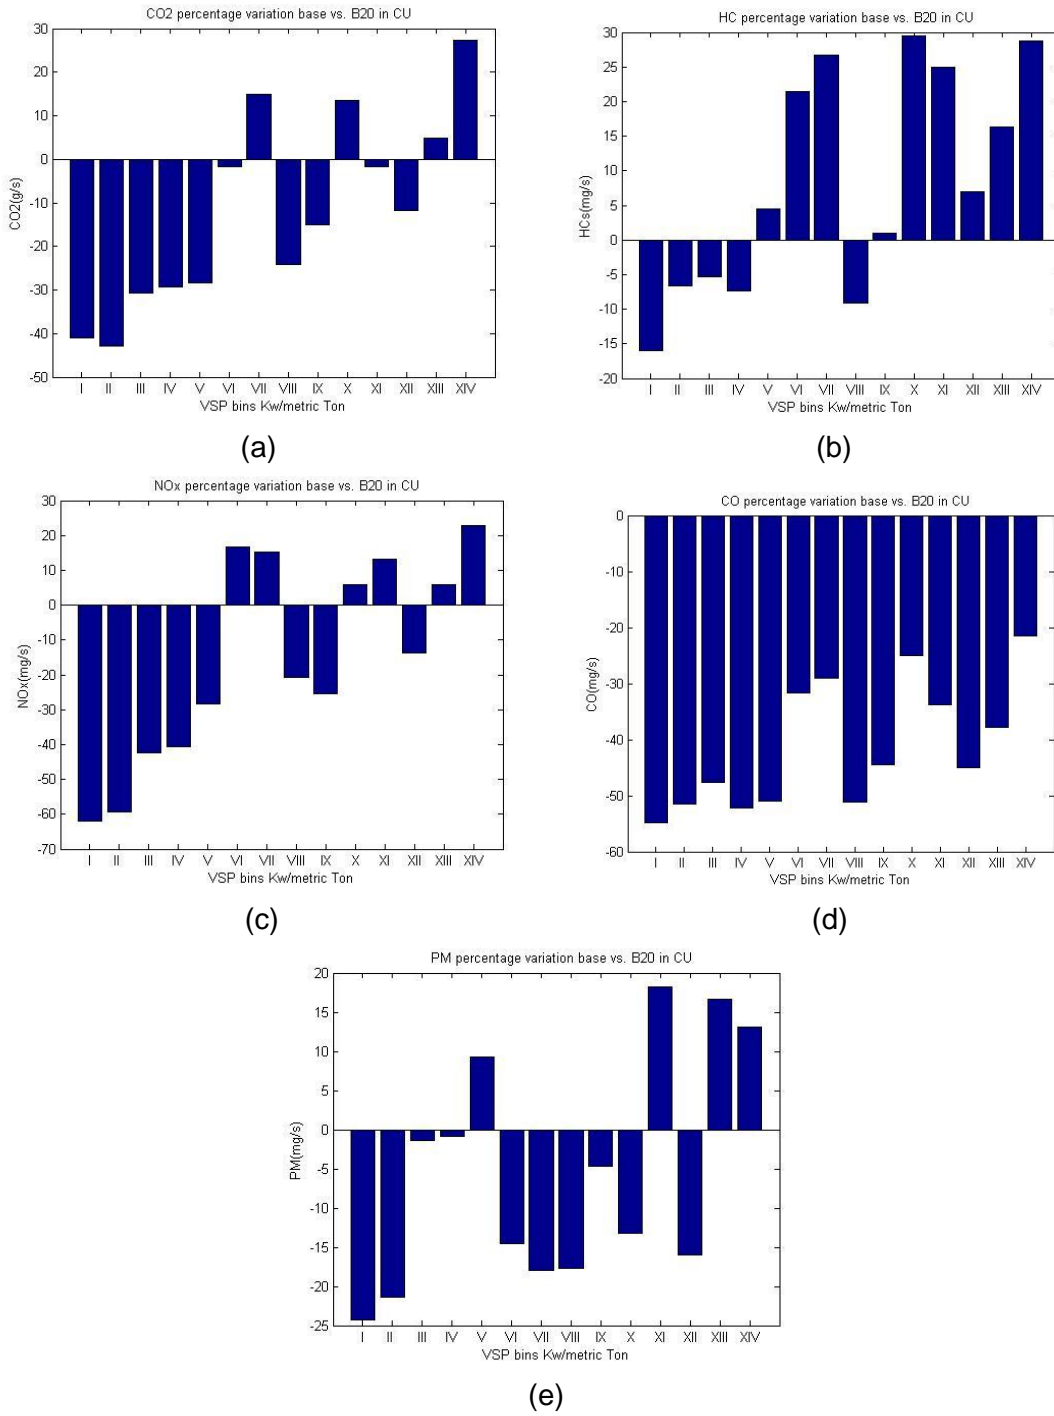 CO2 percentage variation base vs. B20 in CU
30
20
10
0
-10
-20
-30
-40
-50
CO2(g/s)
I II III IV V VI VII VIII IX X XI XII XIII XIV
VSP bins Kw/metric Ton
(a)
HC percentage variation base vs. B20 in CU
30
25
20
15
10
5
0
-5
-10
-15
-20
HCs(mg/s)
I II III IV V VI VII VIII IX X XI XII XIII XIV
VSP bins Kw/metric Ton
(b)
NOx percentage variation base vs. B20 in CU
30
20
10
0
-10
-20
-30
-40
-50
-60
-70
NOx(mg/s)
I II III IV V VI VII VIII IX X XI XII XIII XIV
VSP bins Kw/metric Ton
(c)
CO percentage variation base vs. B20 in CU
0
-10
-20
-30
-40
-50
-60
CO(mg/s)
I II III IV V VI VII VIII IX X XI XII XIII XIV
VSP bins Kw/metric Ton
(d)
PM percentage variation base vs. B20 in CU
20
15
10
5
0
-5
-10
-15
-20
-25
PM(mg/s)
I II III IV V VI VII VIII IX X XI XII XIII XIV
VSP bins Kw/metric Ton
(e)